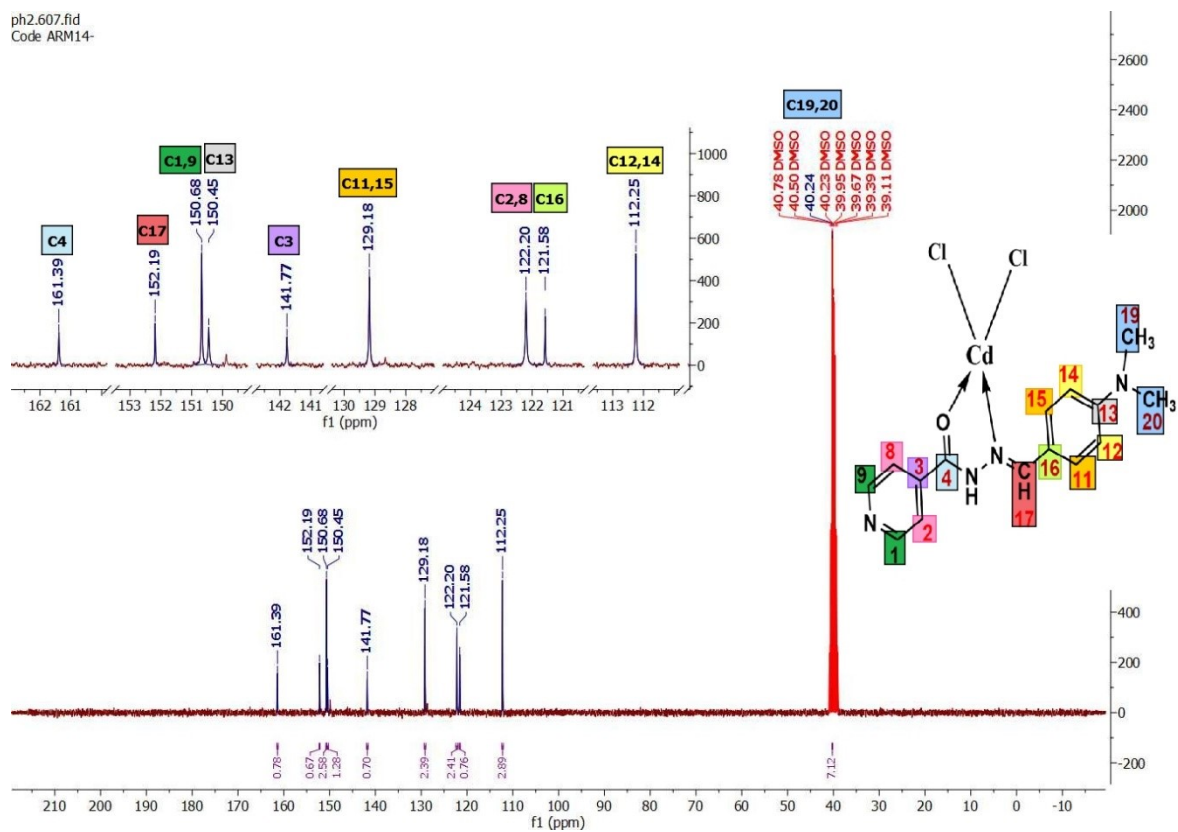 ph2.607.fid
Code ARM14-
C4
C17
C1,9
C13
C3
C11,15
C2,8
C16
C12,14
C19,20
161.39
152.19
150.68
150.45
141.77
129.18
122.20
121.58
112.25
40.78 DMSO
40.50 DMSO
40.24
40.23 DMSO
39.95 DMSO
39.67 DMSO
39.39 DMSO
39.11 DMSO
1000
800
600
400
200
0
162 161
153 152 151 150
142 141
130 129 128
124 123 122 121
113 112
f1 (ppm)
2600
2400
2200
2000
400
200
0
-200
Cl
Cl
Cd
19
CH3
14
N
15
13
CH3
20
O
12
N
8
3
16
9
4
N
C
11
H
H
N
2
17
1
161.39
152.19
150.68
150.45
141.77
129.18
122.20
121.58
112.25
0.78
0.67
2.58
1.28
0.70
2.39
2.41
0.76
2.89
7.12
210 200 190 180 170 160 150 140 130 120 110 100 90 80 70 60 50 40 30 20 10 0 -10
f1 (ppm)